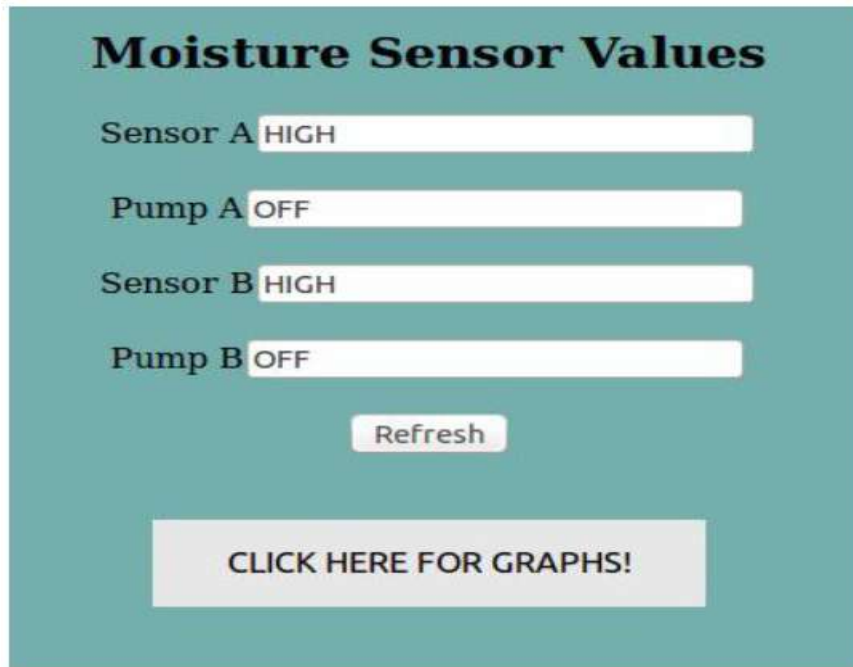 Moisture Sensor Values
Sensor A HIGH
Pump A OFF
Sensor B HIGH
Pump B OFF
Refresh
CLICK HERE FOR GRAPHS!